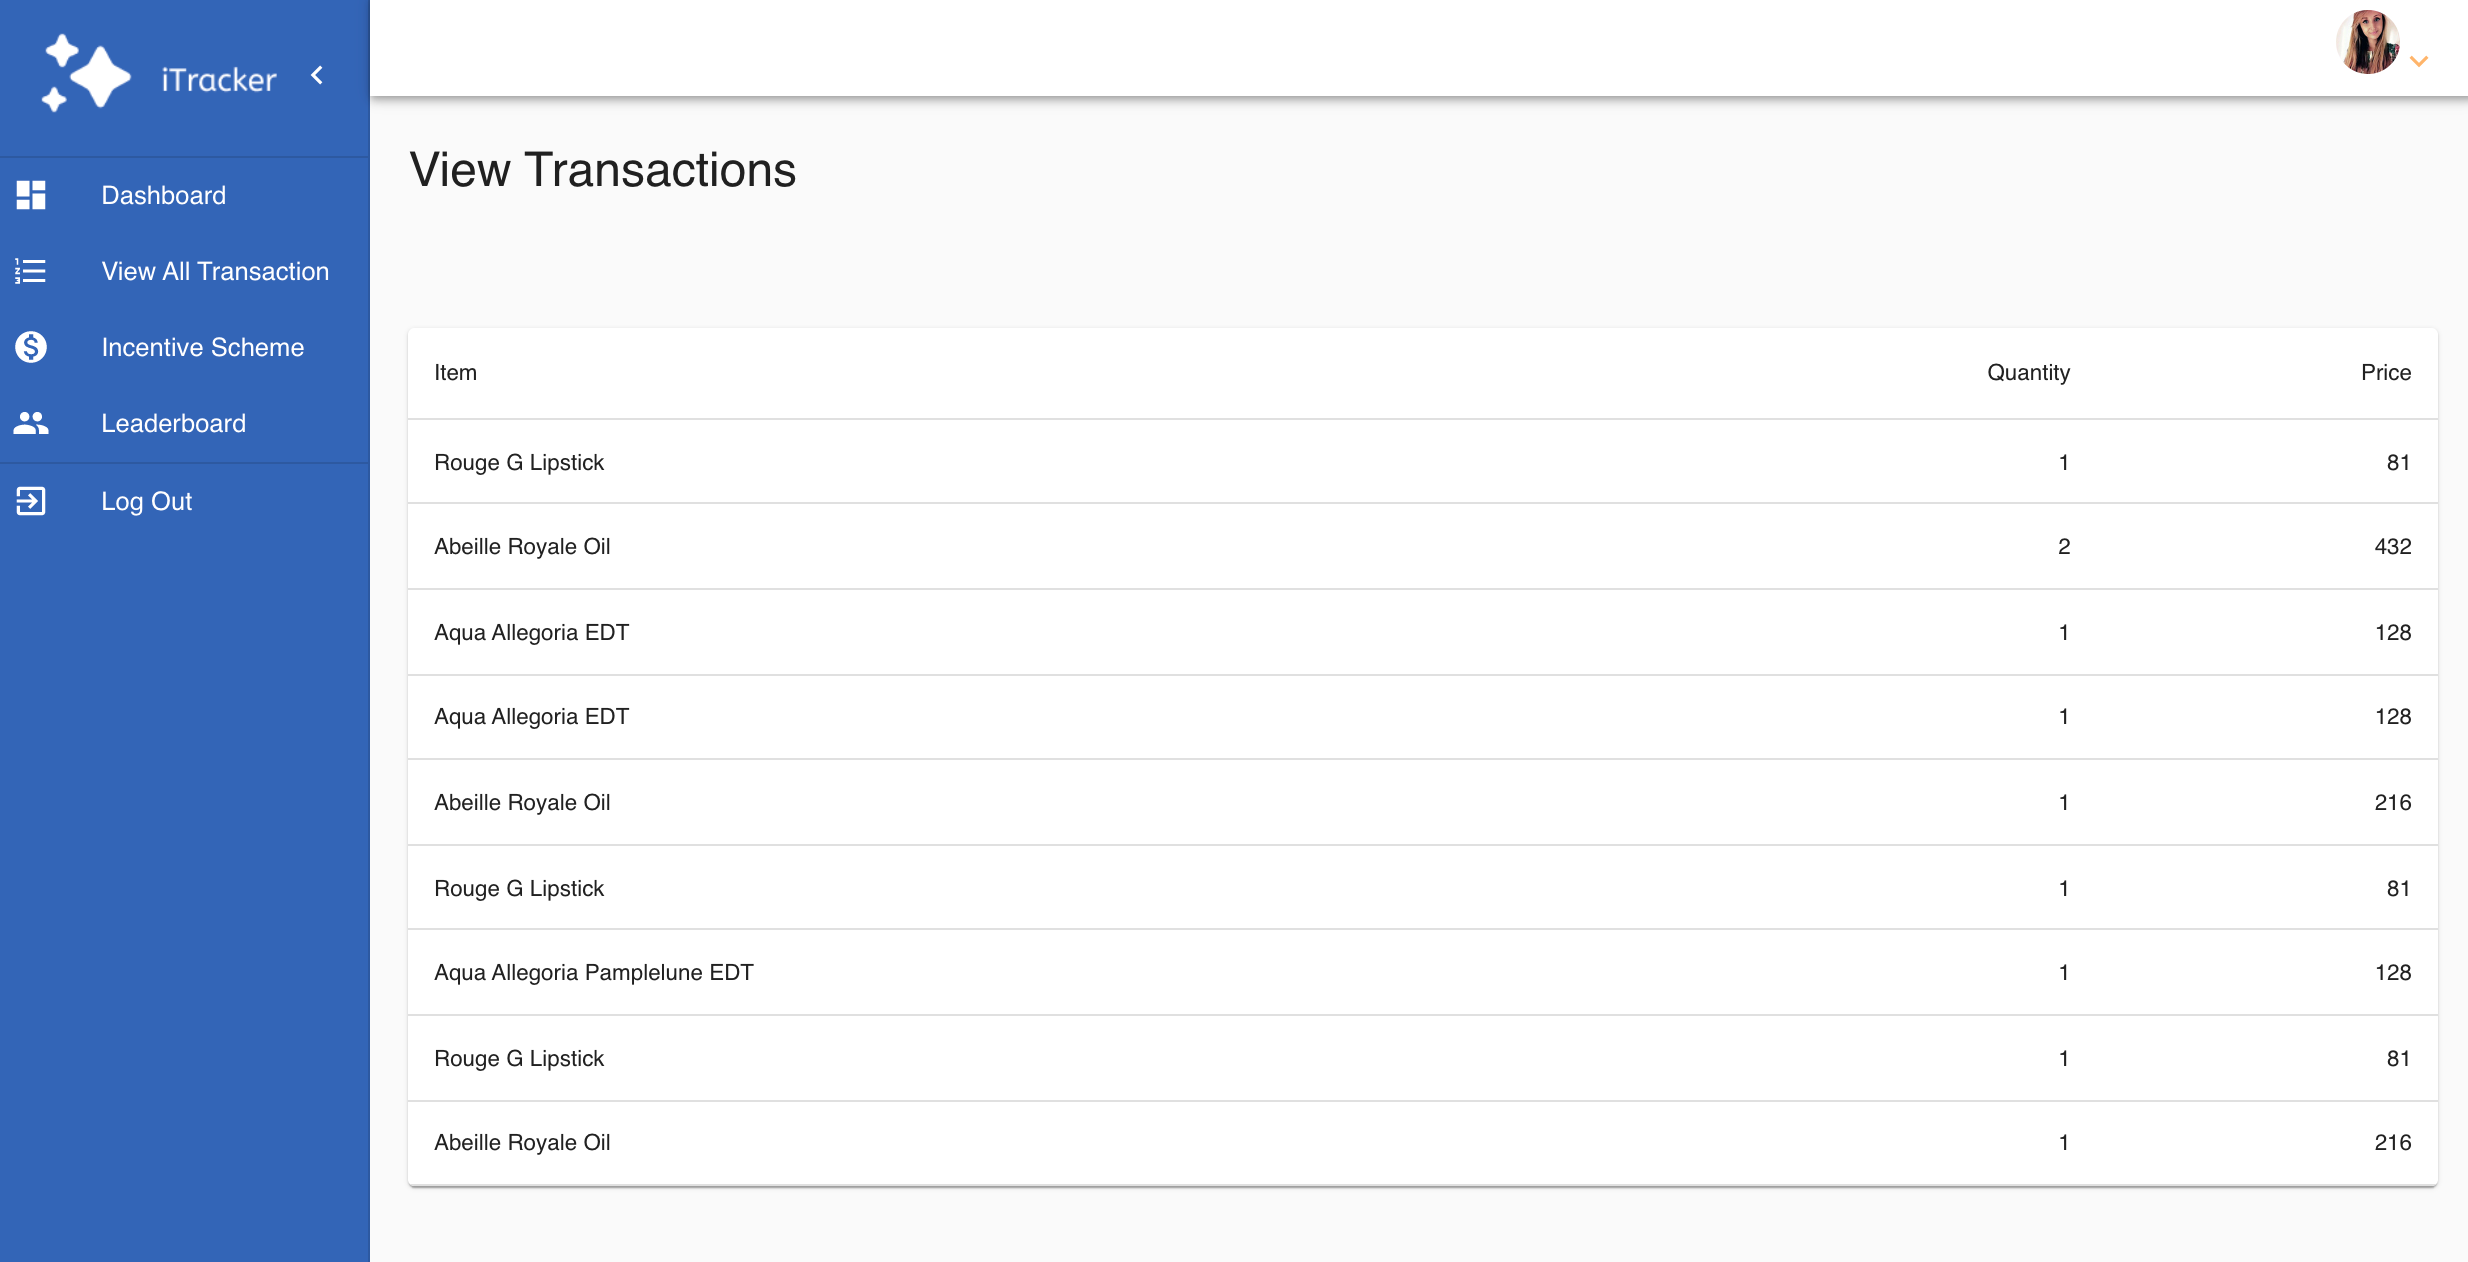 iTracker
Dashboard
View All Transaction
Incentive Scheme
Leaderboard
Log Out
View Transactions
Item Quantity Price
Rouge G Lipstick 1 81
Abeille Royale Oil 2 432
Aqua Allegoria EDT 1 128
Aqua Allegoria EDT 1 128
Abeille Royale Oil 1 216
Rouge G Lipstick 1 81
Aqua Allegoria Pamplelune EDT 1 128
Rouge G Lipstick 1 81
Abeille Royale Oil 1 216